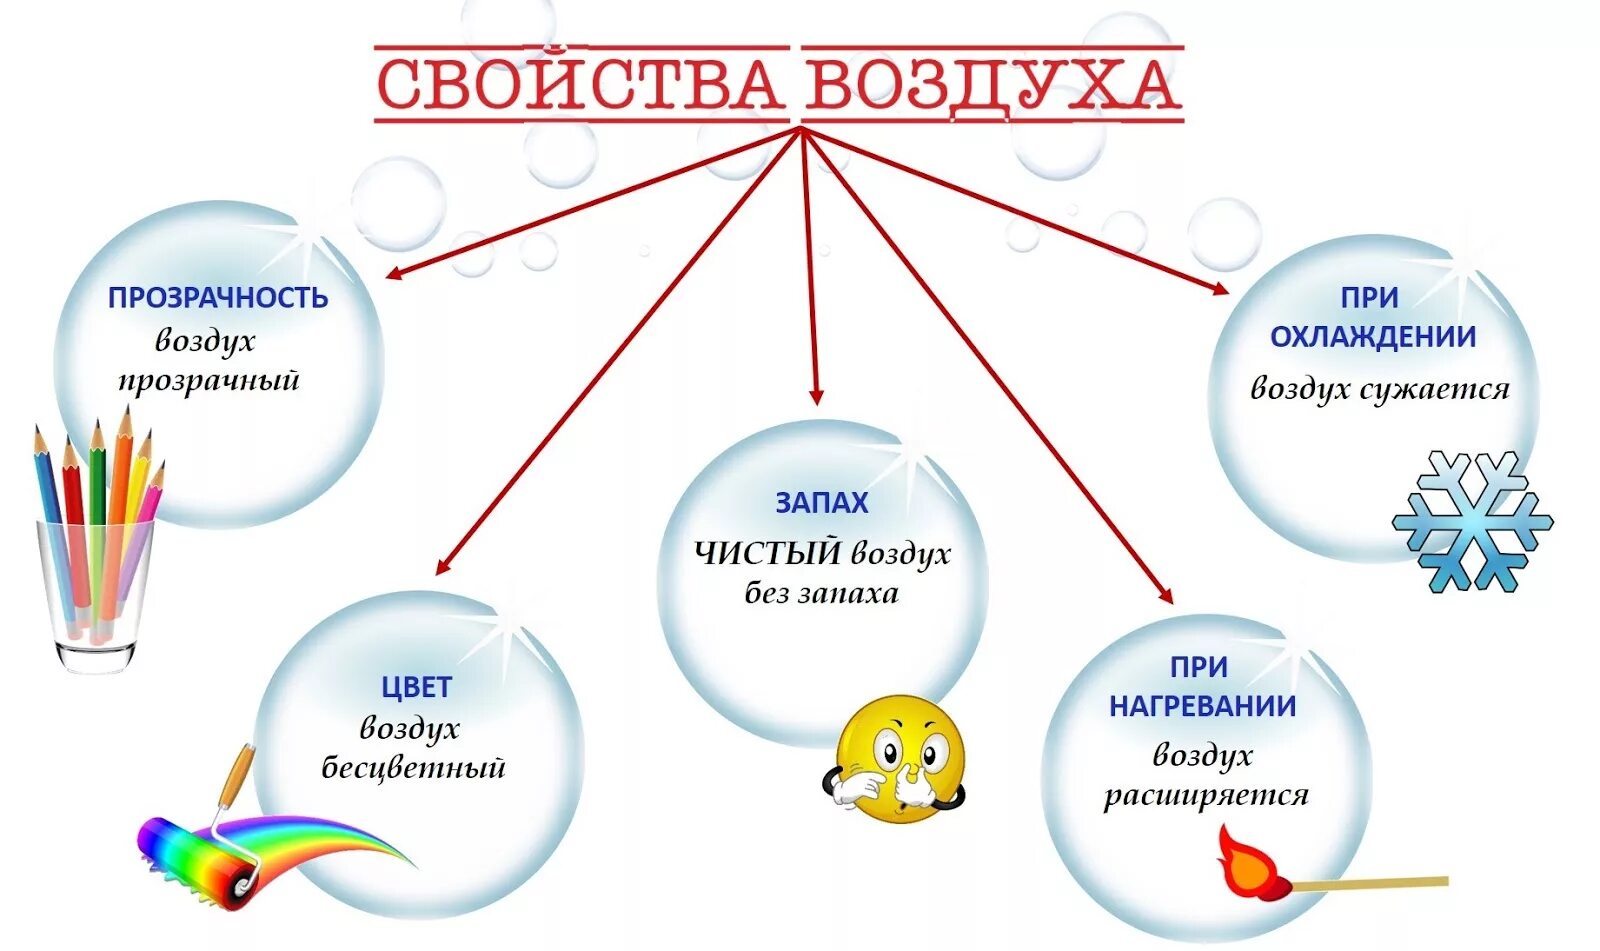 СВОЙСТВА ВОЗДУХА
ПРОЗРАЧНОСТЬ
воздух
прозрачный
ЦВЕТ
воздух
бесцветный
ЗАПАХ
ЧИСТЫЙ воздух
без запаха
ПРИ
НАГРЕВАНИИ
воздух
расширяется
ПРИ
ОХЛАЖДЕНИИ
воздух сужается